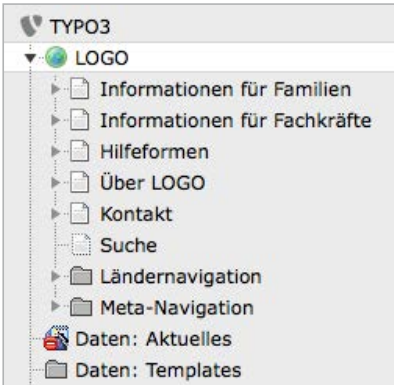 TYPO3
LOGO
Informationen für Familien
Informationen für Fachkräfte
Hilfeformen
Über LOGO
Kontakt
Suche
Ländernavigation
Meta-Navigation
Daten: Aktuelles
Daten: Templates